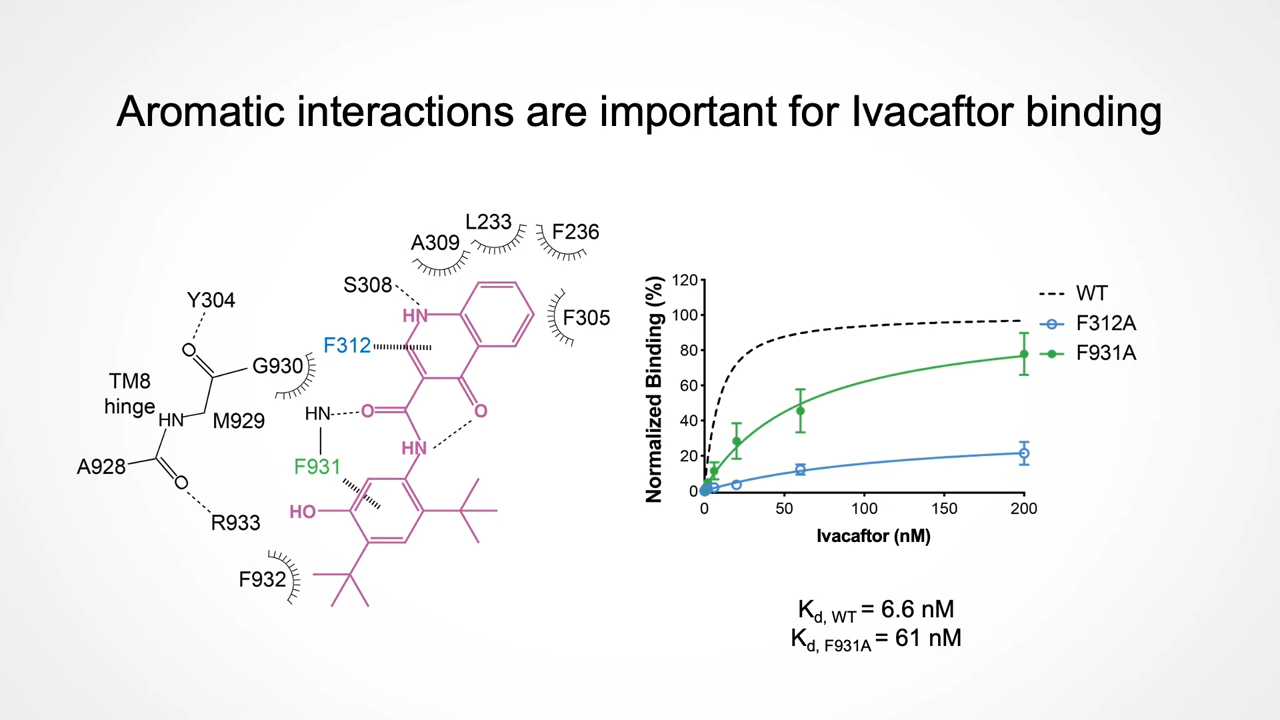 Aromatic interactions are important for Ivacaftor binding
L233
F236
A309
S308
Y304
HN
F305
O
F312
G930
TM8
hinge
HN
M929
HN
O
O
HN
A928
O
F931
R933
HO
F932
Normalized Binding (%)
120
100
80
60
40
20
0
0
50
100
150
200
Ivacaftor (nM)
WT
F312A
F931A
Kd, WT = 6.6 nM
Kd, F931A = 61 nM